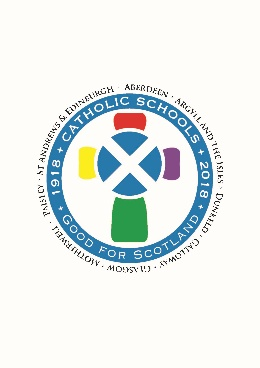 ST ANDREWS & EDINBURGH · ABERDEEN · ARGYLL AND THE ISLES · DUNKELD · GALLOWAY · GLASGOW · MOTHERWELL · PAISLEY ·
1918 + CATHOLIC SCHOOLS + 2018 +
GOOD FOR SCOTLAND +